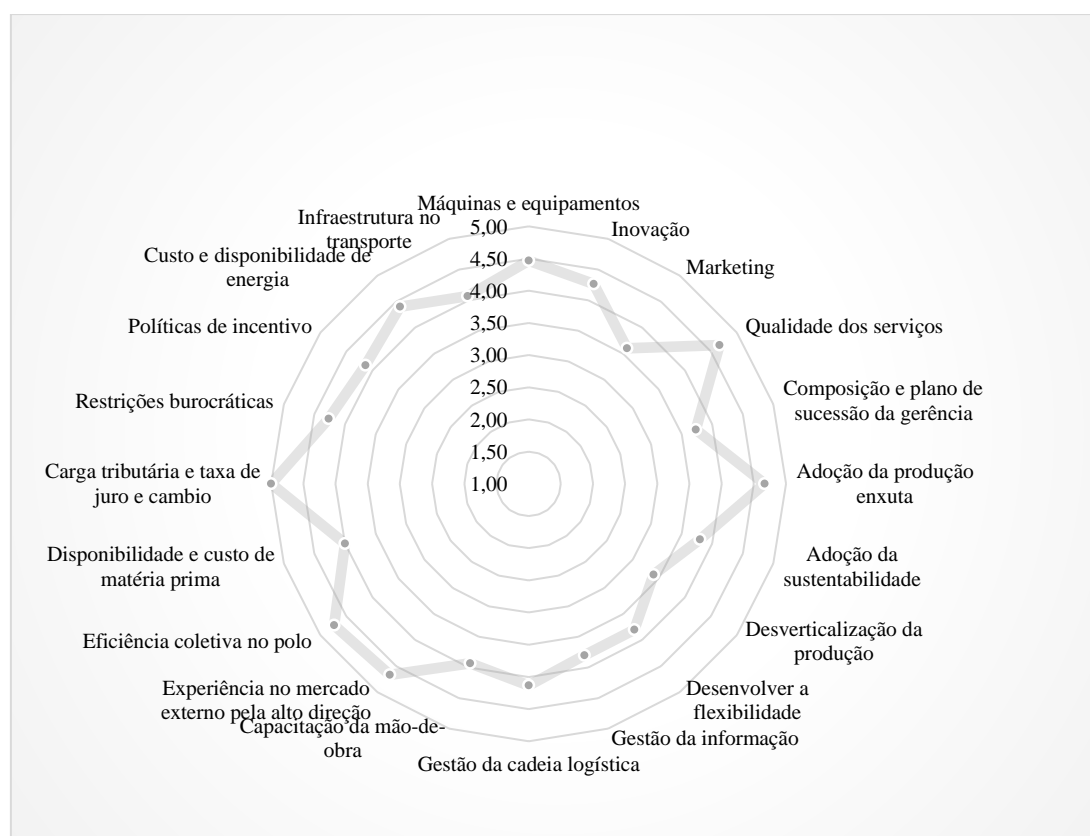 Máquinas e equipamentos
Inovação
Marketing
Qualidade dos serviços
Composição e plano de
sucessão da gerência
Adoção da produção
enxuta
Adoção da
sustentabilidade
Desverticalização da
produção
Desenvolver a
flexibilidade
Gestão da informação
Gestão da cadeia logística
Capacitação da mão-de-
obra
Experiência no mercado
externo pela alto direção
Eficiência coletiva no polo
Disponibilidade e custo de
matéria prima
Carga tributária e taxa de
juro e cambio
Restrições burocráticas
Políticas de incentivo
Custo e disponibilidade de
energia
Infraestrutura no
transporte
5,00
4,50
4,00
3,50
3,00
2,50
2,00
1,50
1,00